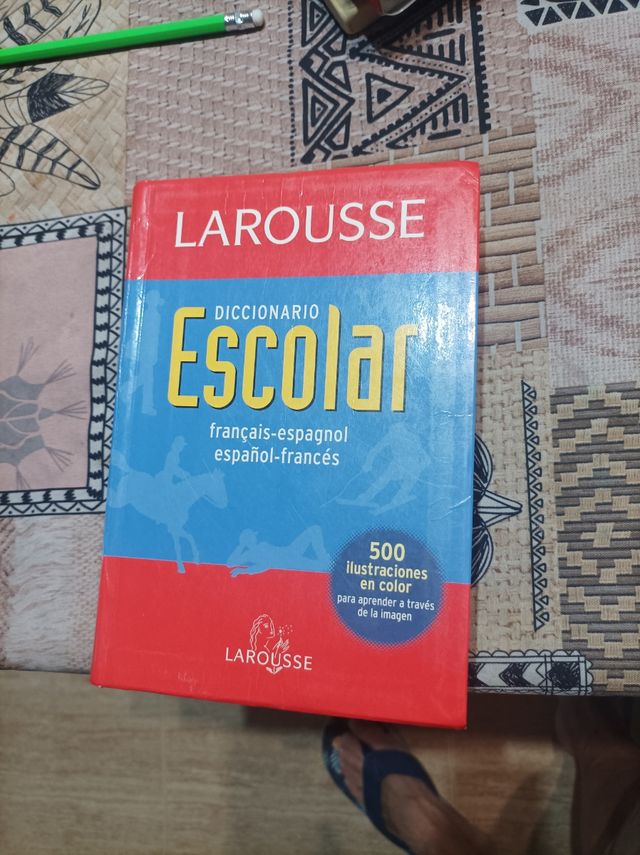 LAROUSSE
DICCIONARIO
Escolar
français-espagnol
español-francés
500
ilustraciones
en color
para aprender a través
de la imagen
LAROUSSE